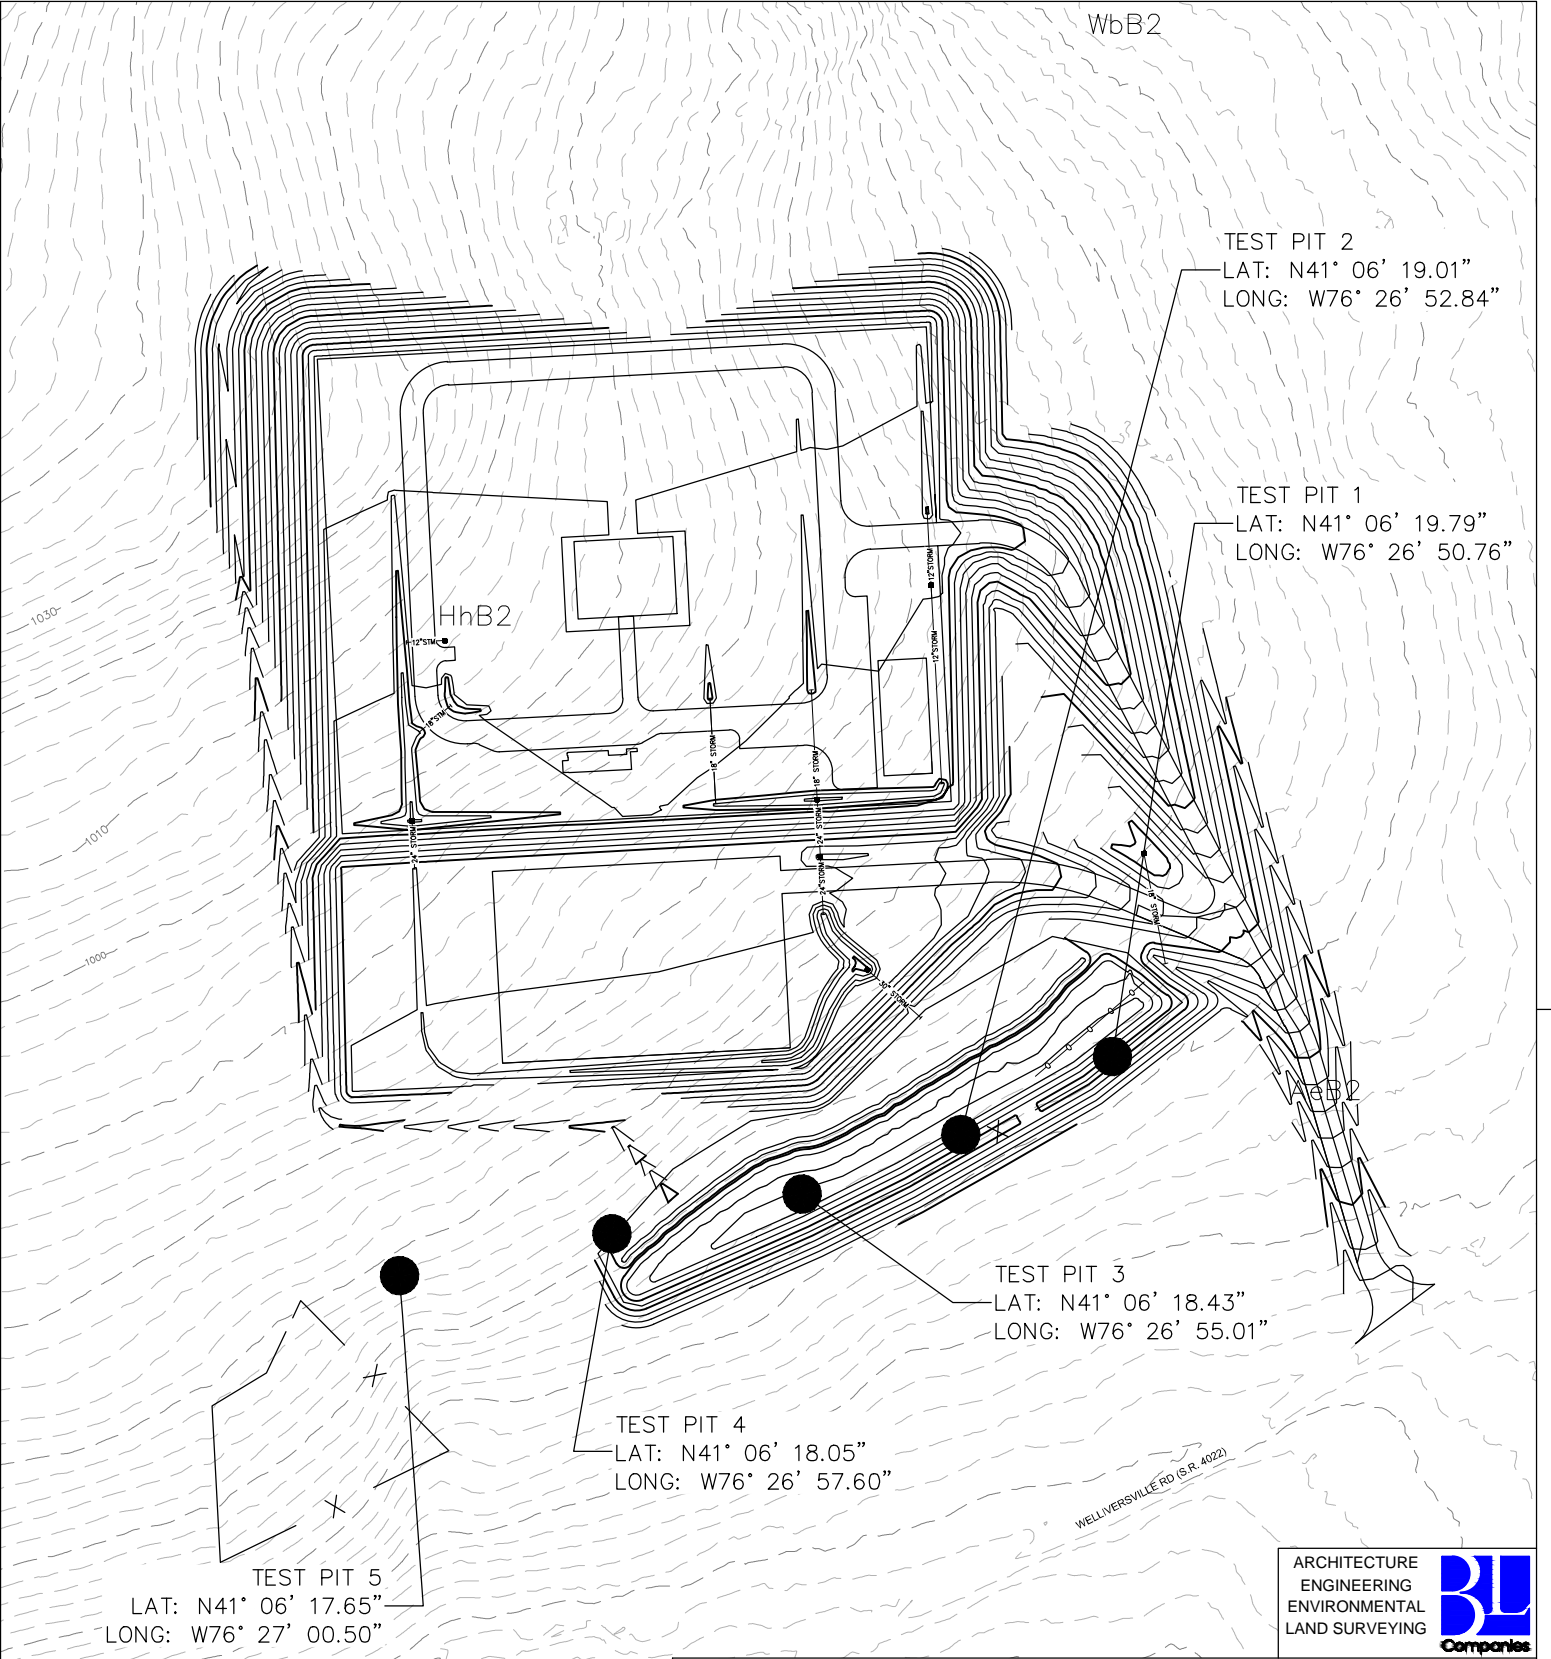 WbB2
TEST PIT 2
LAT: N41° 06' 19.01"
LONG: W76° 26' 52.84"
TEST PIT 1
LAT: N41° 06' 19.79"
LONG: W76° 26' 50.76"
12"STORM
1030
HhB2
12"STM
12"STORM
18"STM
18" STORM
18" STORM
1010
24" STORM
24" STORM
24"STORM
18" STORM
1000
30" STORM
AeB2
TEST PIT 3
LAT: N41° 06' 18.43"
LONG: W76° 26' 55.01"
TEST PIT 4
LAT: N41° 06' 18.05"
LONG: W76° 26' 57.60"
WELLIVERSVILLE RD (S.R. 4022)
TEST PIT 5
LAT: N41° 06' 17.65"
LONG: W76° 27' 00.50"
ARCHITECTURE
ENGINEERING
ENVIRONMENTAL
LAND SURVEYING
BL
Companies